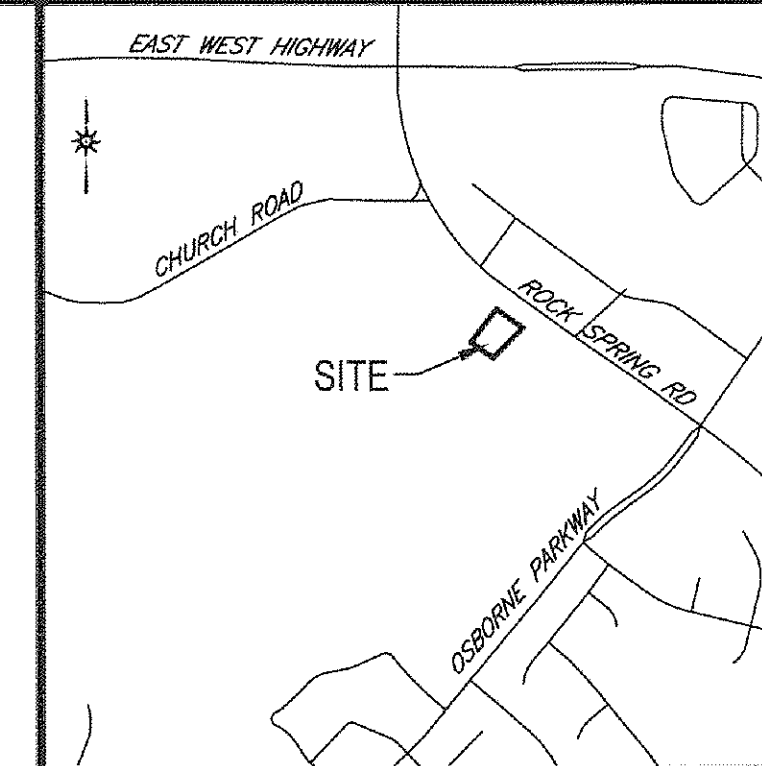 EAST WEST HIGHWAY
CHURCH ROAD
ROCK SPRING RD
SITE
OSBORNE PARKWAY